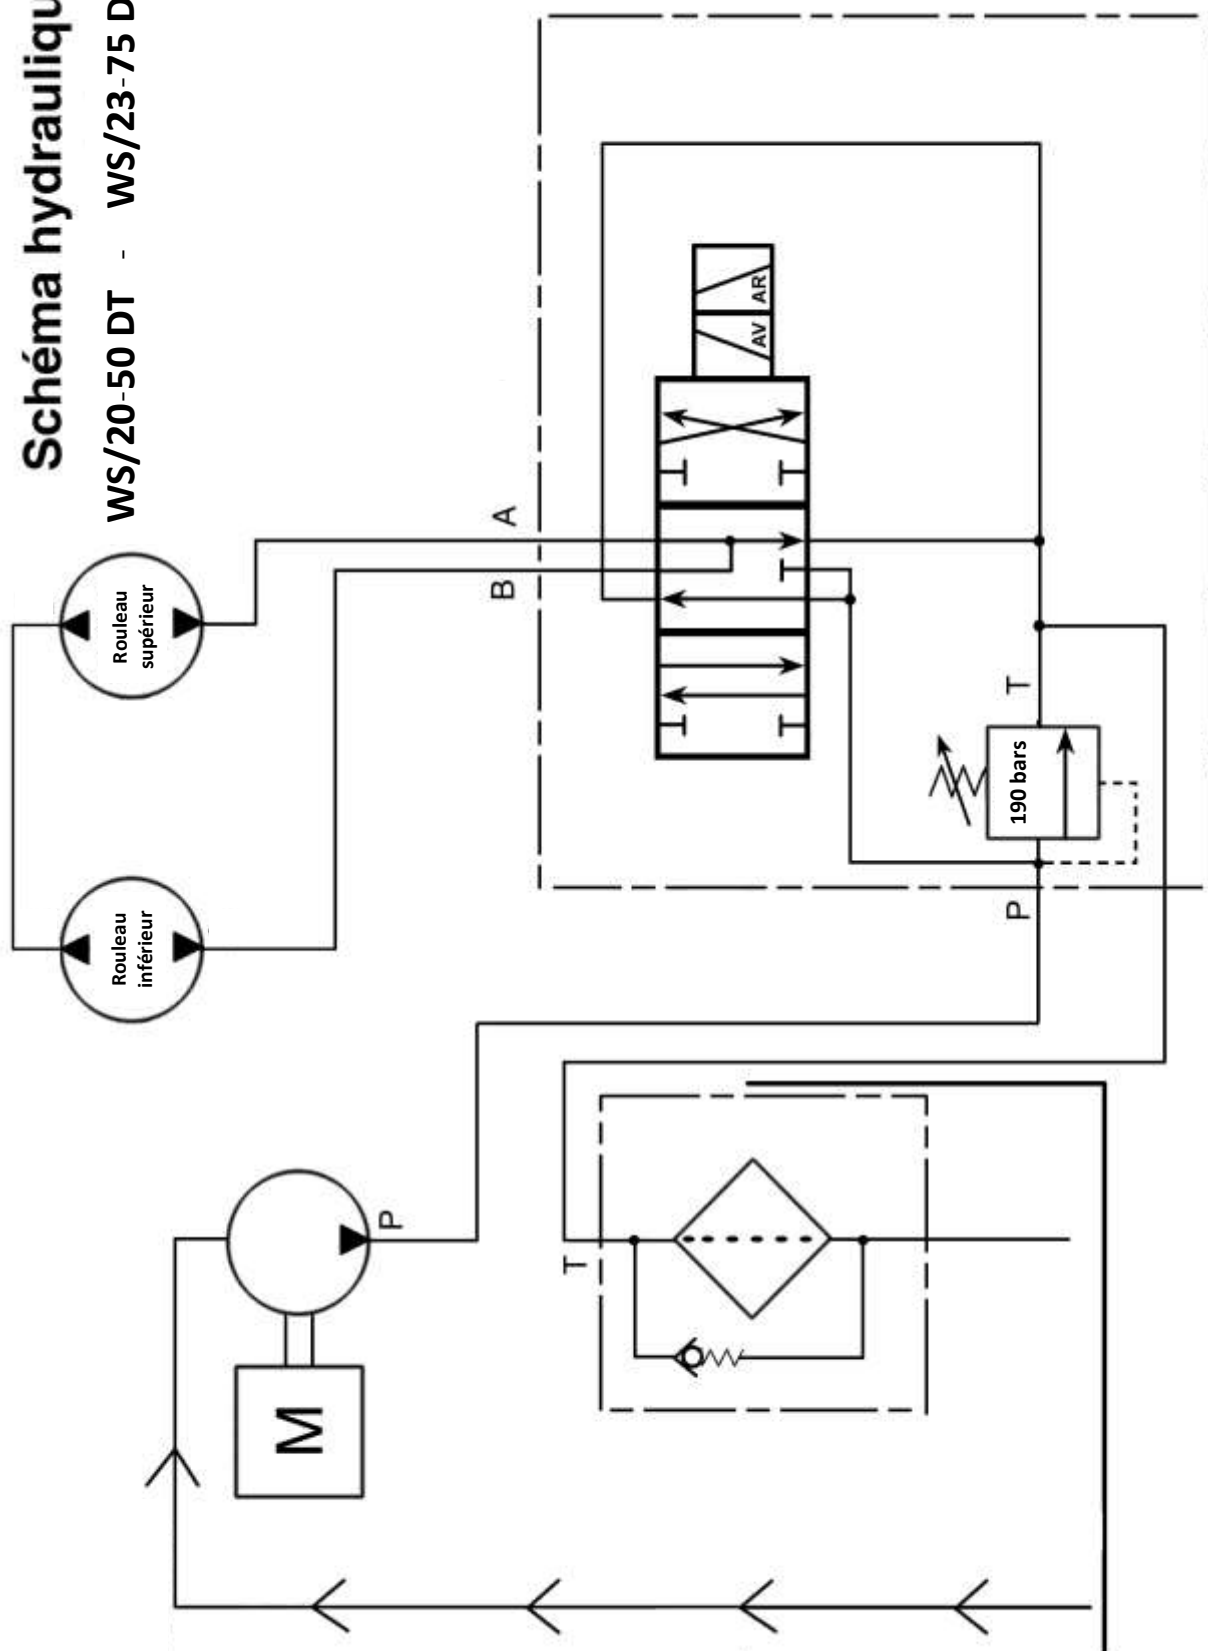 Schéma hydrauliqu
WS/20-50 DT - WS/23-75 D
Rouleau
supérieur
Rouleau
inférieur
A
B
AV
AR
T
190 bars
P
P
T
M